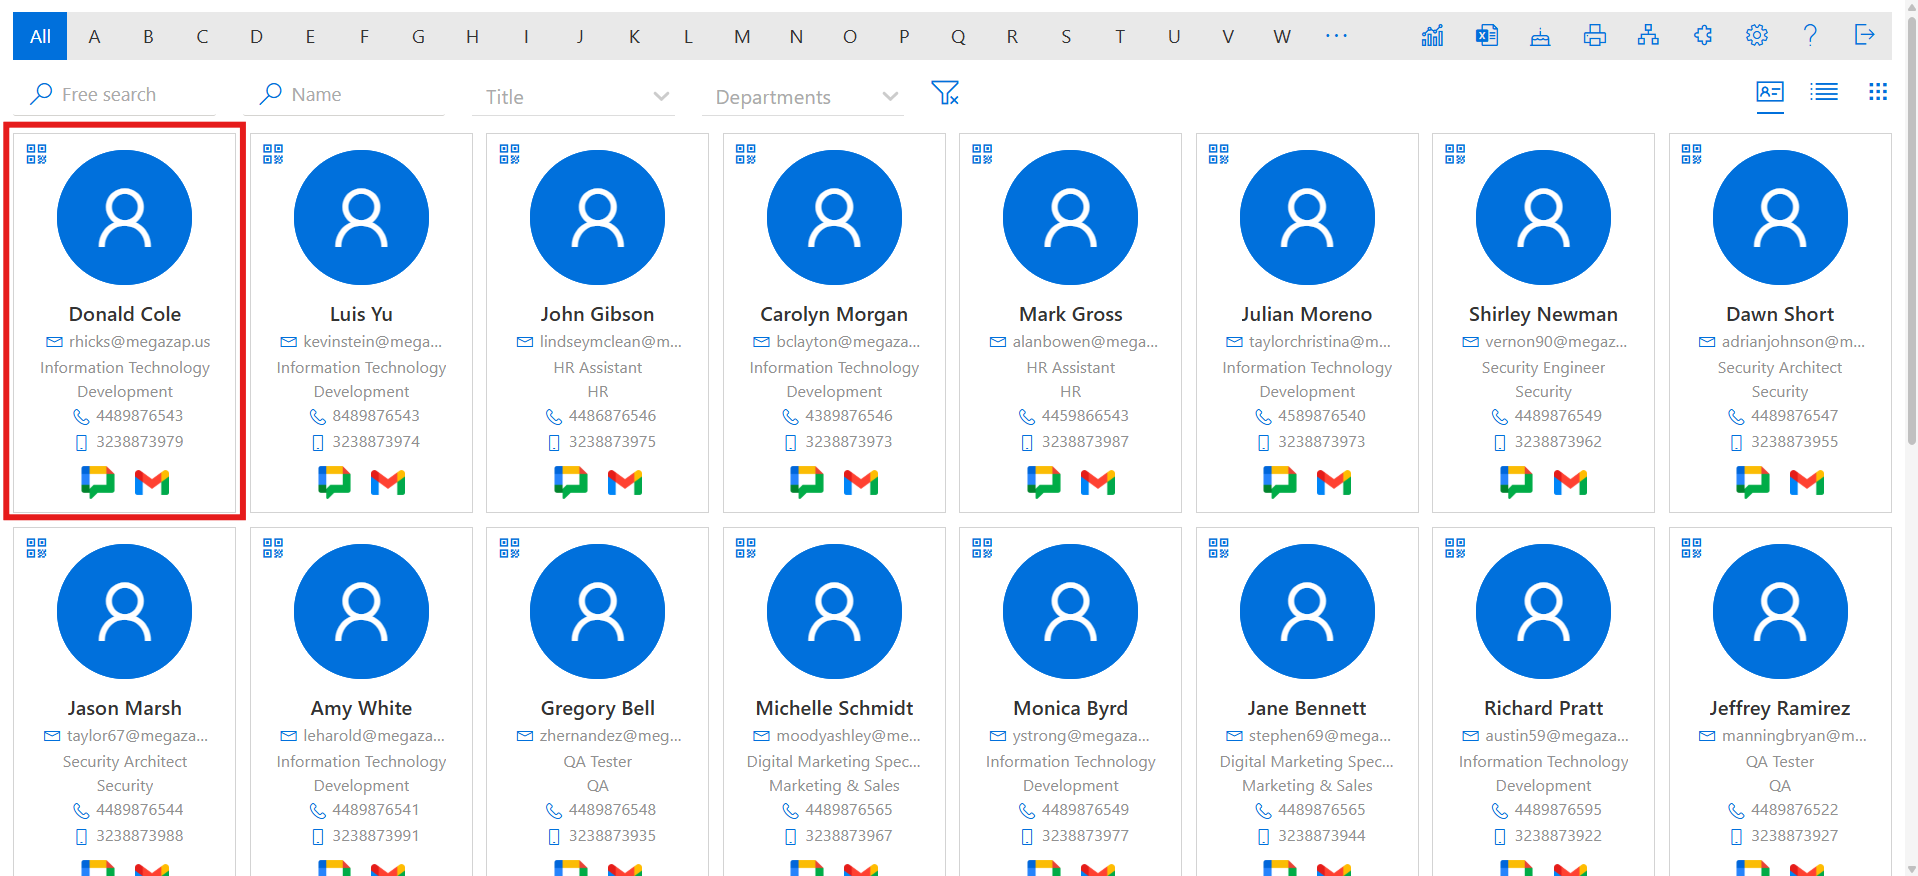 All A B C D E F G H I J K L M N O P Q R S T U V W ...
Free search Name Title Departments
Donald Cole
rhicks@megazap.us
Information Technology
Development
4489876543
3238873979
Luis Yu
kevinstein@mega...
Information Technology
Development
8489876543
3238873974
John Gibson
lindseymclean@m...
HR Assistant
HR
4486876546
3238873975
Carolyn Morgan
bclayton@megaza...
Information Technology
Development
4389876546
3238873973
Mark Gross
alanbowen@mega...
HR Assistant
HR
4459866543
3238873987
Julian Moreno
taylorchristina@m...
Information Technology
Development
4589876540
3238873973
Shirley Newman
vernon90@megaz...
Security Engineer
Security
4489876549
3238873962
Dawn Short
adrianjohnson@m...
Security Architect
Security
4489876547
3238873955
Jason Marsh
taylor67@megaza...
Security Architect
Security
4489876544
3238873988
Amy White
leharold@megaza...
Information Technology
Development
4489876541
3238873991
Gregory Bell
zhernandez@meg...
QA Tester
QA
4489876548
3238873935
Michelle Schmidt
moodyashley@me...
Digital Marketing Spec...
Marketing & Sales
4489876565
3238873967
Monica Byrd
ystrong@megaza...
Information Technology
Development
4489876549
3238873977
Jane Bennett
stephen69@mega...
Digital Marketing Spec...
Marketing & Sales
4489876565
3238873944
Richard Pratt
austin59@megaza...
Information Technology
Development
4489876595
3238873922
Jeffrey Ramirez
manningbryan@m...
QA Tester
QA
4489876522
3238873927